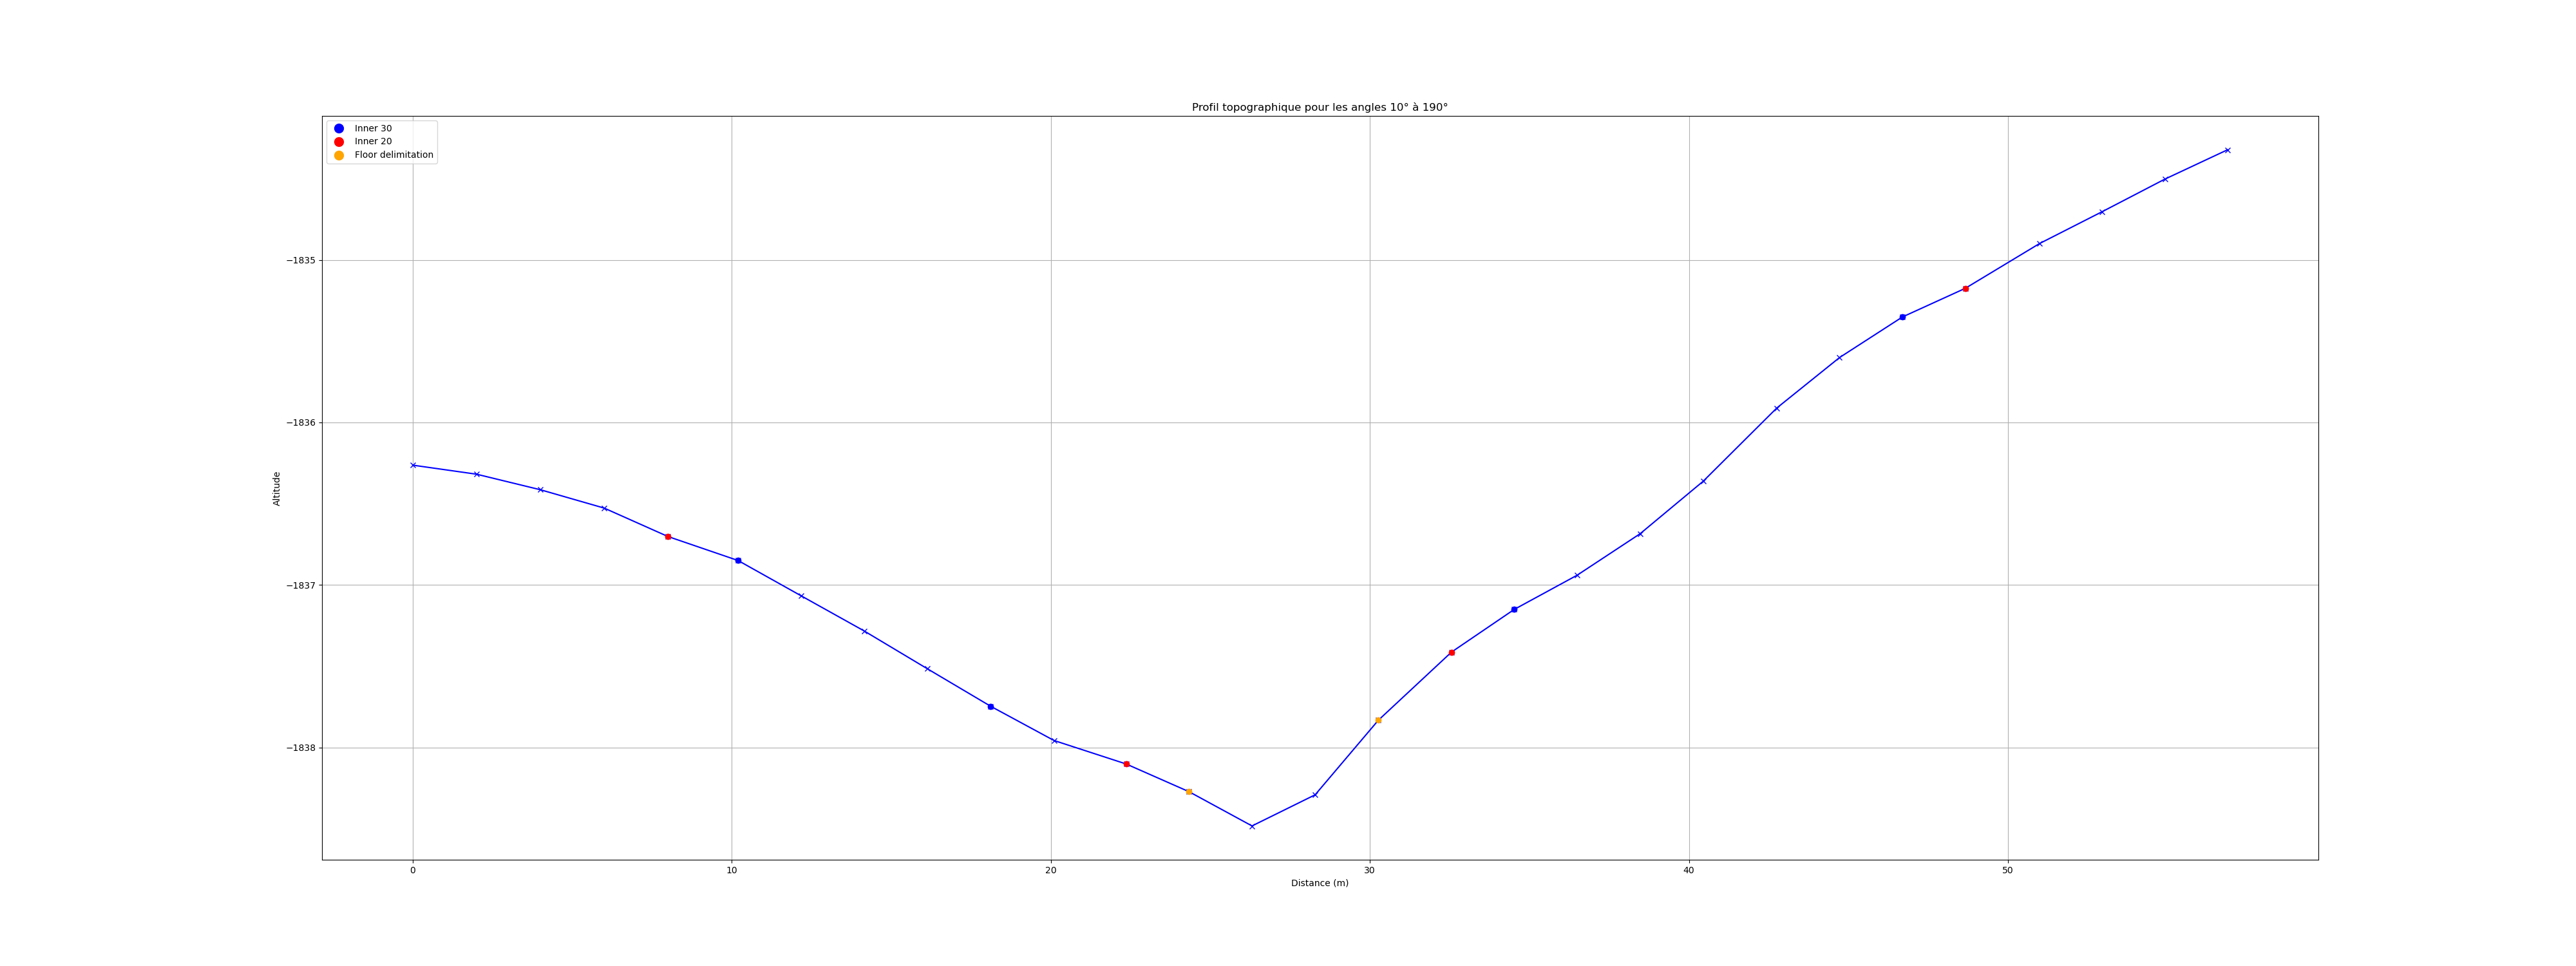 Profil topographique pour les angles 10° à 190°
Inner 30
Inner 20
Floor delimitation
−1835
−1836
−1837
−1838
Altitude
0 10 20 30 40 50
Distance (m)